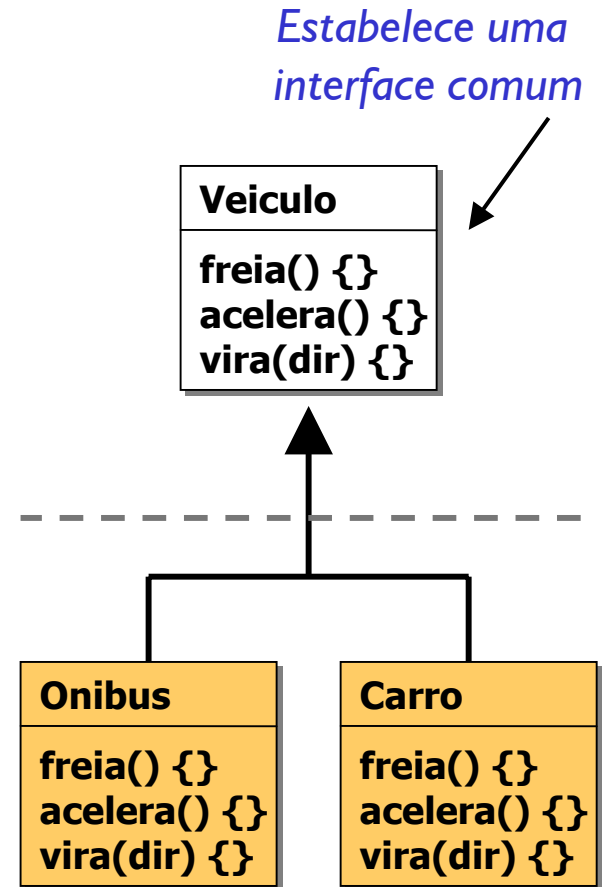 Estabelece uma
interface comum
Veiculo
freia() {}
acelera() {}
vira(dir) {}
Onibus
freia() {}
acelera() {}
vira(dir) {}
Carro
freia() {}
acelera() {}
vira(dir) {}